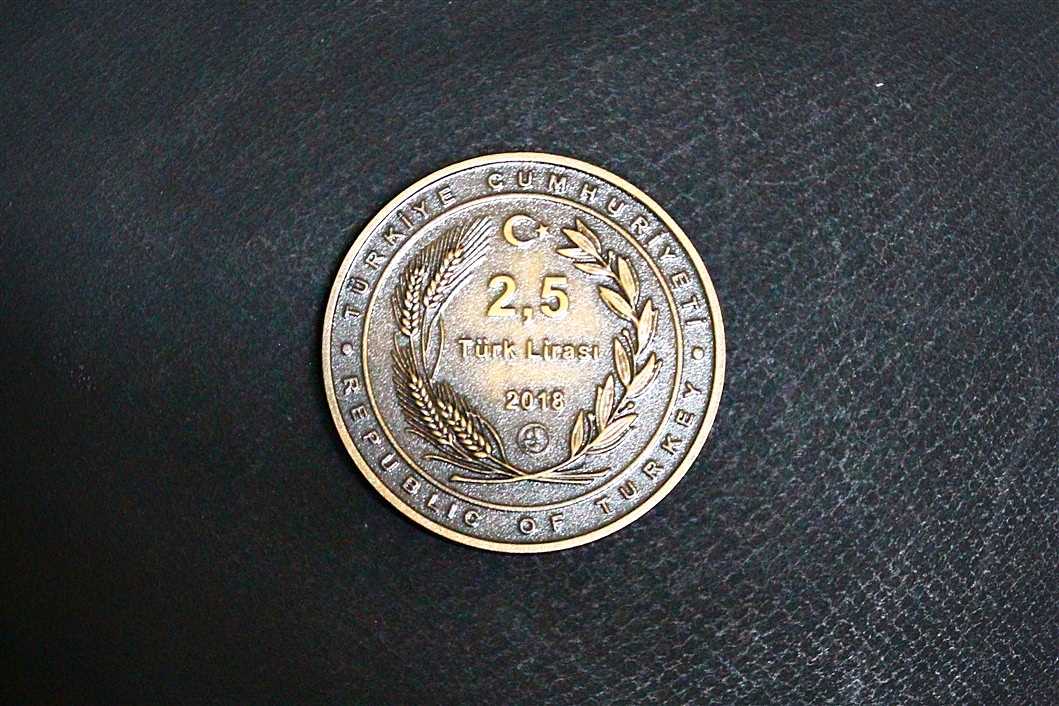 TÜRKİYE CUMHURİYETİ
2,5
Türk Lirası
2018
REPUBLIC OF TURKEY